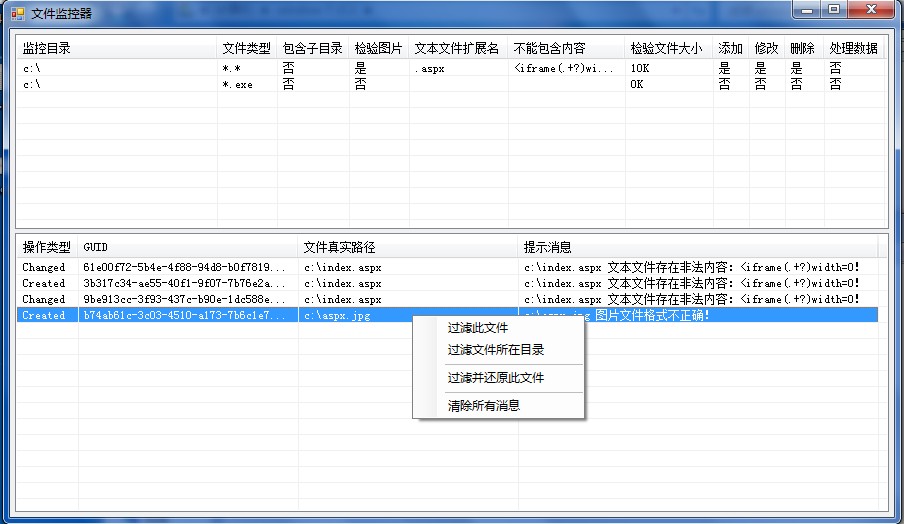 文件监控器
监控目录 文件类型 包含子目录 检验图片 文本文件扩展名 不能包含内容 检验文件大小 添加 修改 删除 处理数据
c:\ *.* 否 是 .aspx <iframe(.+?)wi... 10K 是 是 是 否
c:\ *.exe 否 否 0K 否 否 否 否
操作类型 GUID 文件真实路径 提示消息
Changed 61e00f72-5b4e-4f88-94d8-b0f7819... c:\index.aspx c:\index.aspx 文本文件存在非法内容: <iframe(.+?)width=0!
Created 3b317c34-ae55-40f1-9f07-7b76e2a... c:\index.aspx c:\index.aspx 文本文件存在非法内容: <iframe(.+?)width=0!
Changed 9be913cc-3f93-437c-b90e-1dc588e... c:\index.aspx c:\index.aspx 文本文件存在非法内容: <iframe(.+?)width=0!
Created b74ab61c-3c03-4510-a173-7b6c1e7... c:\aspx.jpg c:\aspx.jpg 图片文件格式不正确!
过滤此文件
过滤文件所在目录
过滤并还原此文件
清除所有消息